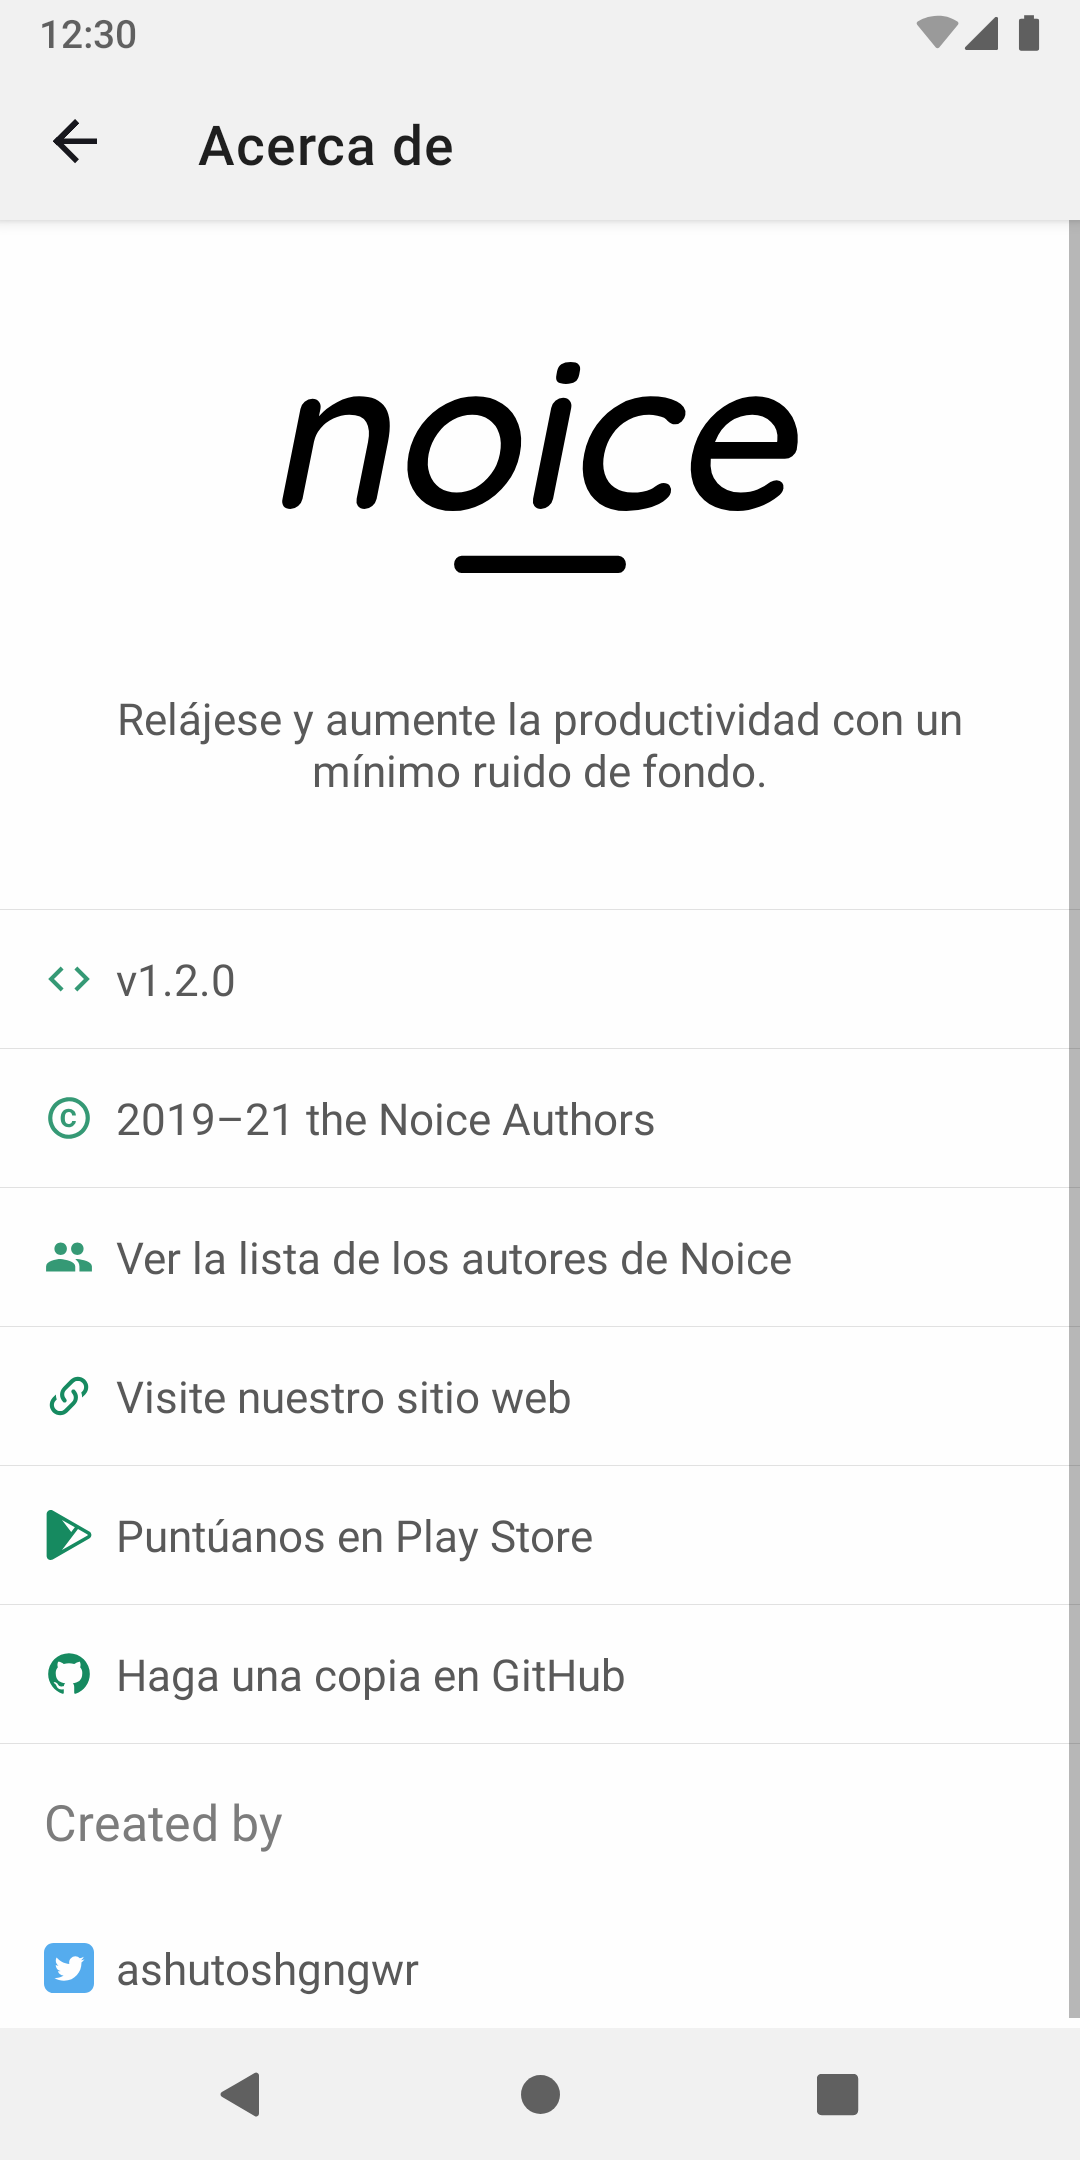 12:30
Acerca de
noice
Relájese y aumente la productividad con un
mínimo ruido de fondo.
v1.2.0
2019–21 the Noice Authors
Ver la lista de los autores de Noice
Visite nuestro sitio web
Puntúanos en Play Store
Haga una copia en GitHub
Created by
ashutoshgngwr